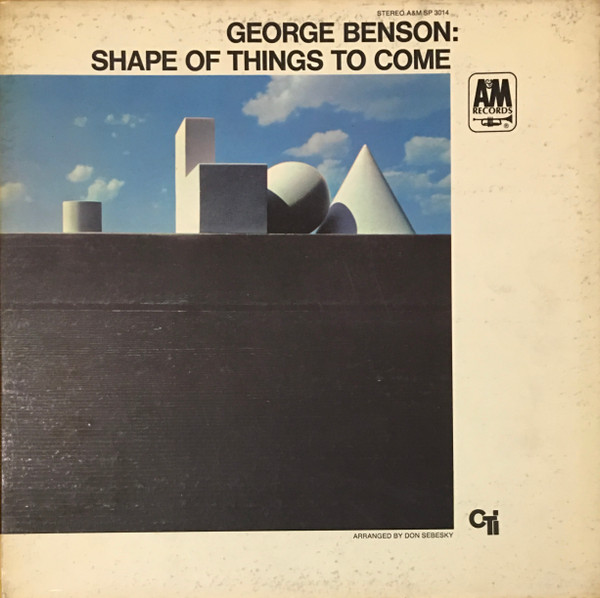 STEREO A&M SP 3014
GEORGE BENSON:
SHAPE OF THINGS TO COME
A&M
RECORDS
®
ARRANGED BY DON SEBESKY
CTi